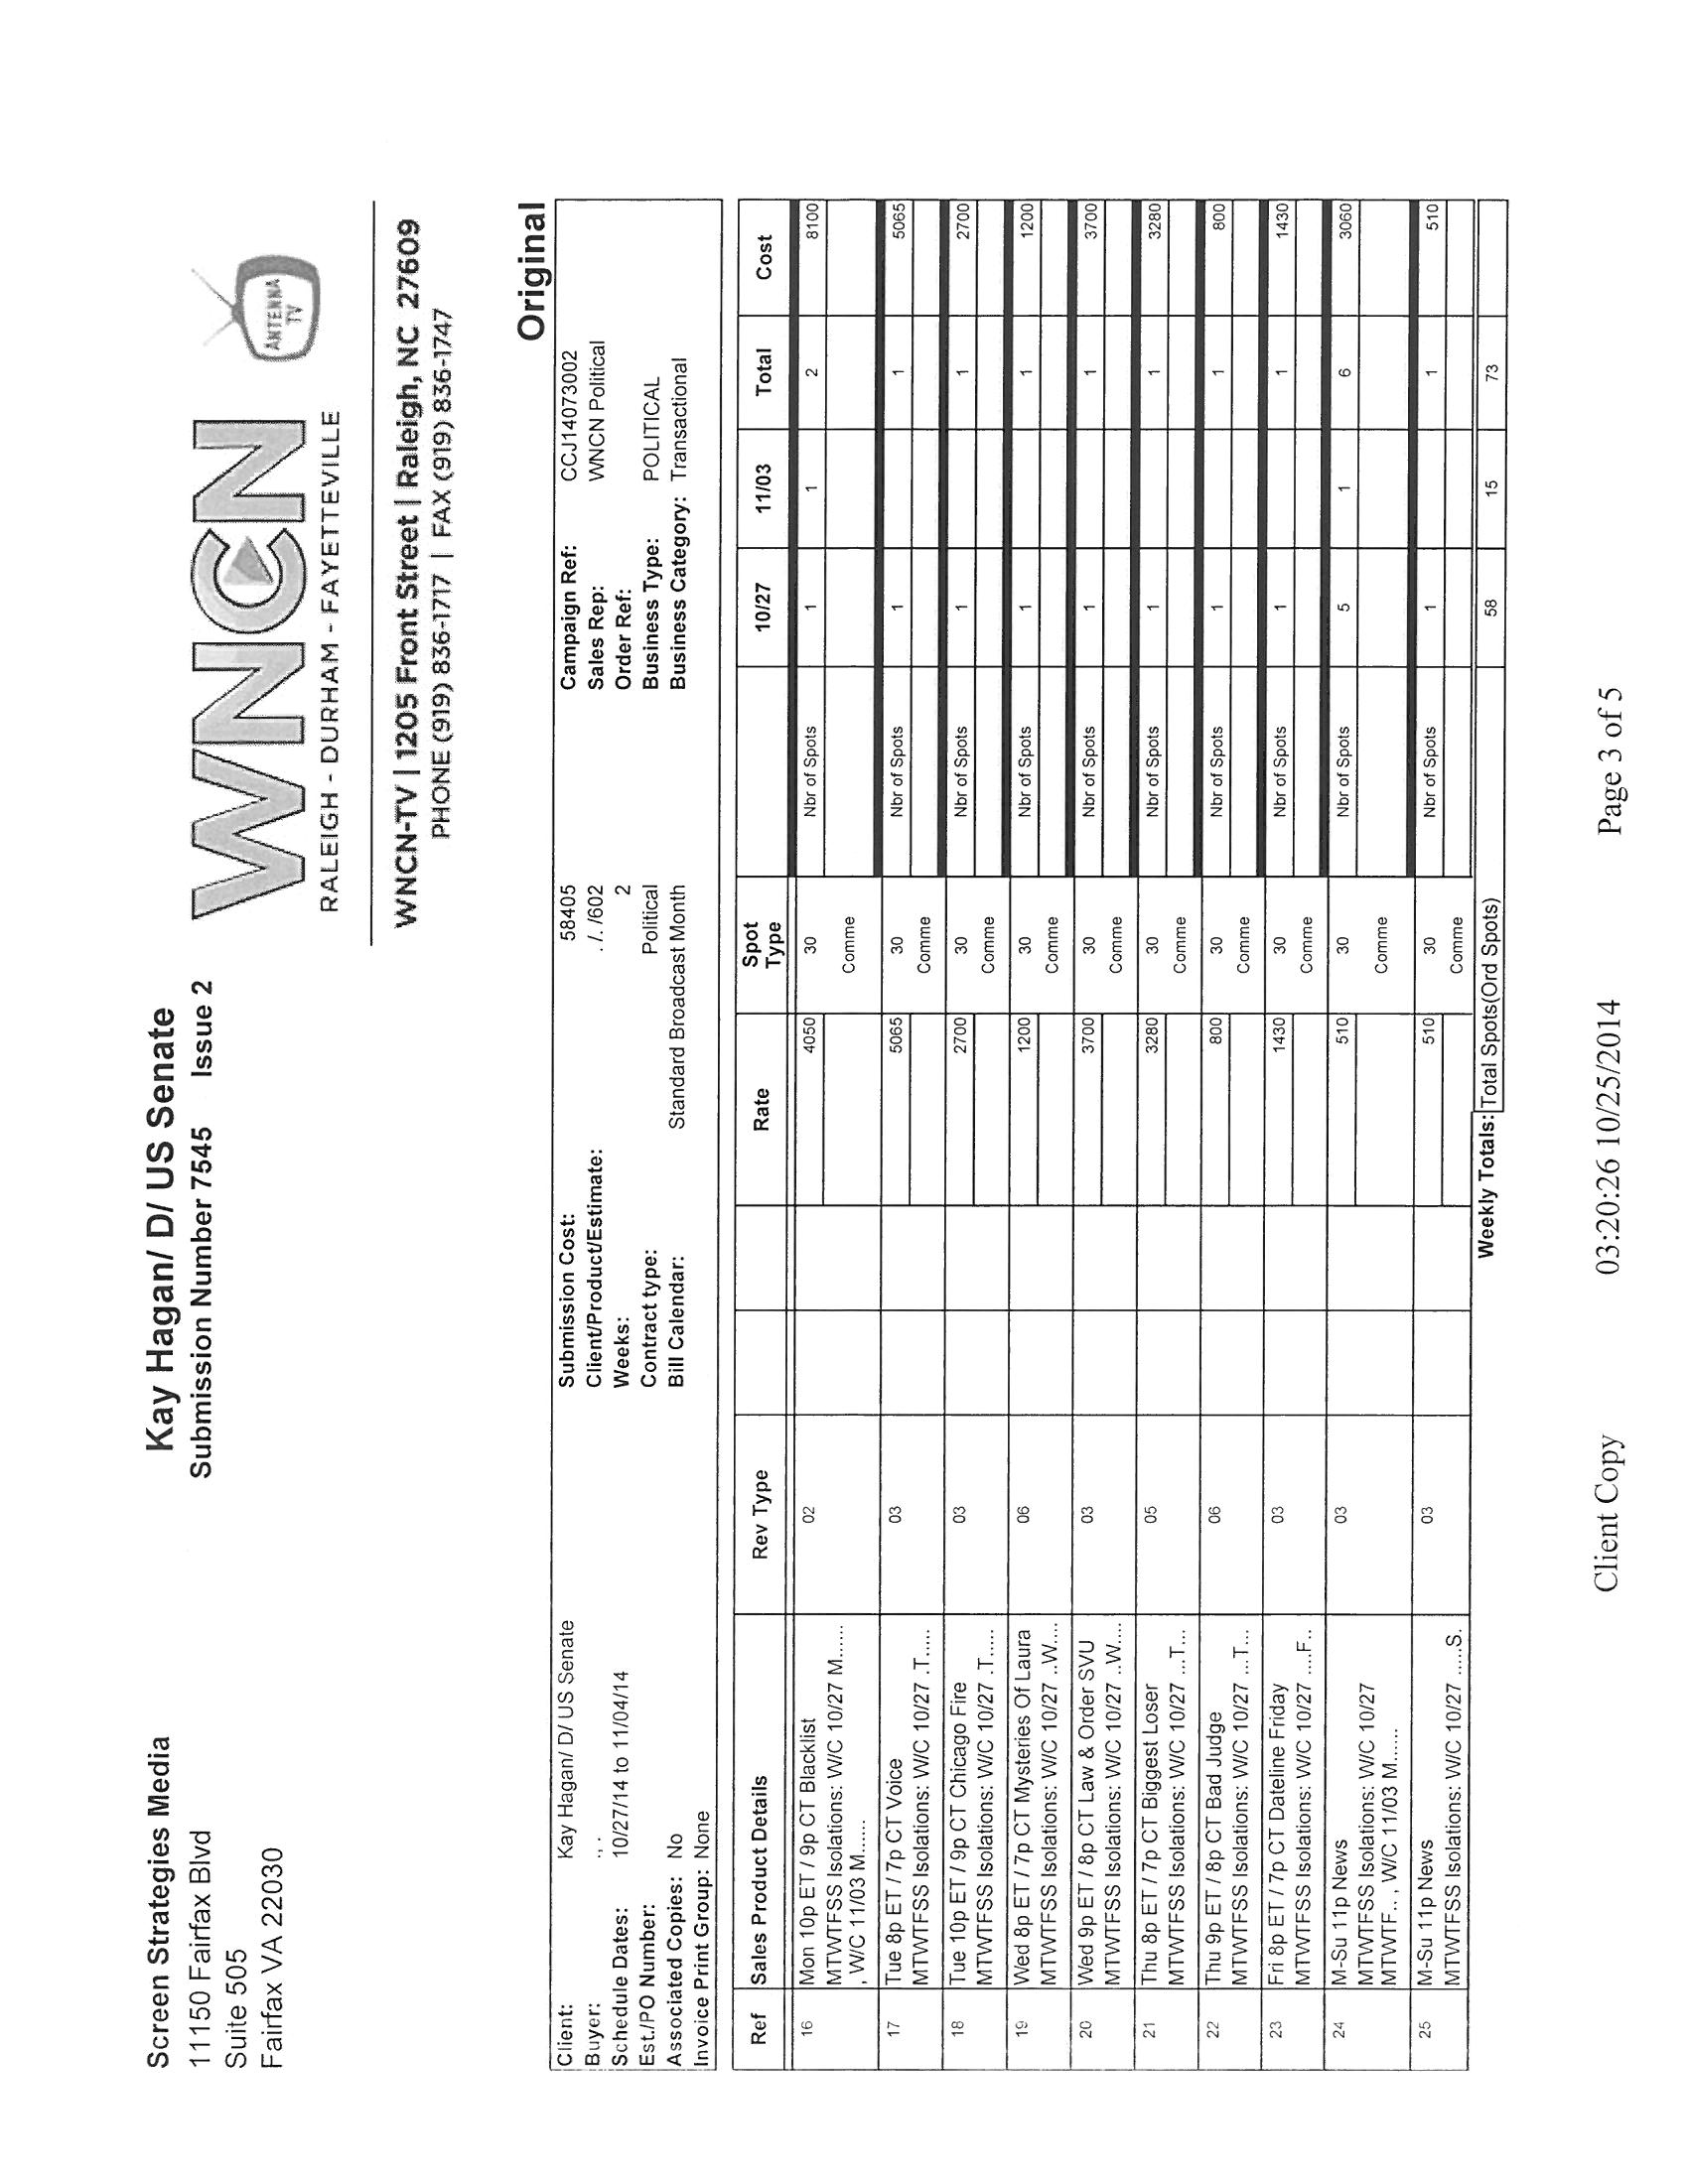 Screen Strategies Media
11150 Fairfax Blvd
Suite 505
Fairfax VA 22030
Kay Hagan/ D/ US Senate
Submission Number 7545 Issue 2
WNCN
RALEIGH - DURHAM - FAYETTEVILLE
ANTENNA
TV
WNCN-TV | 1205 Front Street | Raleigh, NC 27609
PHONE (919) 836-1717 | FAX (919) 836-1747
Original
Client: Kay Hagan/ D/ US Senate Submission Cost: 58405 Campaign Ref: CCJ14073002
Buyer: ., . Client/Product/Estimate: . /. /602 Sales Rep: WNCN Political
Schedule Dates: 10/27/14 to 11/04/14 Weeks: 2 Order Ref:
Est./PO Number: Contract type: Political Business Type: POLITICAL
Associated Copies: No Bill Calendar: Standard Broadcast Month Business Category: Transactional
Invoice Print Group: None
Ref Sales Product Details Rev Type Rate Spot Type 10/27 11/03 Total Cost
16 Mon 10p ET / 9p CT Blacklist 02 4050 30 Nbr of Spots 1 1 2 8100
MTWTFSS Isolations: W/C 10/27 M...... Comme
, W/C 11/03 M......
17 Tue 8p ET / 7p CT Voice 03 5065 30 Nbr of Spots 1 1 5065
MTWTFSS Isolations: W/C 10/27 .T..... Comme
18 Tue 10p ET / 9p CT Chicago Fire 03 2700 30 Nbr of Spots 1 1 2700
MTWTFSS Isolations: W/C 10/27 .T..... Comme
19 Wed 8p ET / 7p CT Mysteries Of Laura 06 1200 30 Nbr of Spots 1 1 1200
MTWTFSS Isolations: W/C 10/27 ..W.... Comme
20 Wed 9p ET / 8p CT Law & Order SVU 03 3700 30 Nbr of Spots 1 1 3700
MTWTFSS Isolations: W/C 10/27 ..W.... Comme
21 Thu 8p ET / 7p CT Biggest Loser 05 3280 30 Nbr of Spots 1 1 3280
MTWTFSS Isolations: W/C 10/27 ...T... Comme
22 Thu 9p ET / 8p CT Bad Judge 06 800 30 Nbr of Spots 1 1 800
MTWTFSS Isolations: W/C 10/27 ...T... Comme
23 Fri 8p ET / 7p CT Dateline Friday 03 1430 30 Nbr of Spots 1 1 1430
MTWTFSS Isolations: W/C 10/27 ....F.. Comme
24 M-Su 11p News 03 510 30 Nbr of Spots 5 1 6 3060
MTWTFSS Isolations: W/C 10/27 Comme
MTWTF.. , W/C 11/03 M......
25 M-Su 11p News 03 510 30 Nbr of Spots 1 1 510
MTWTFSS Isolations: W/C 10/27 .....S. Comme
Weekly Totals: Total Spots(Ord Spots) 58 15 73
Client Copy 03:20:26 10/25/2014 Page 3 of 5